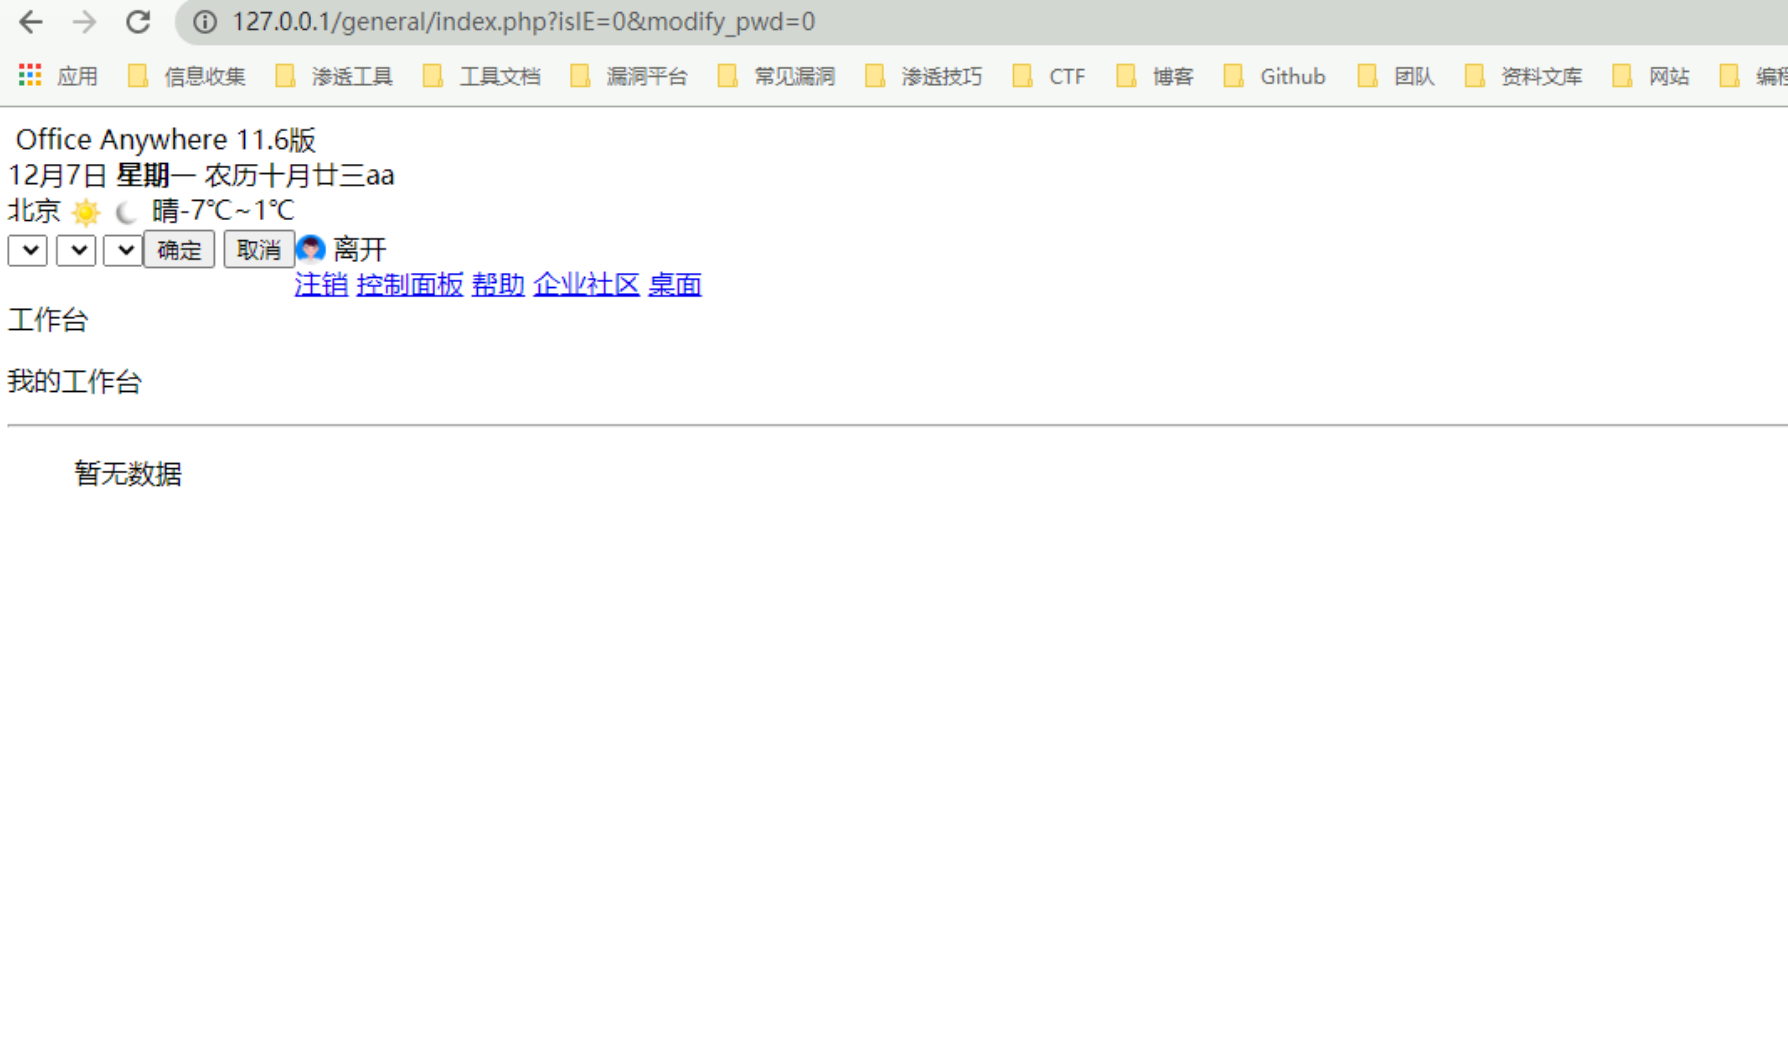 127.0.0.1/general/index.php?isIE=0&modify_pwd=0
应用 信息收集 渗透工具 工具文档 漏洞平台 常见漏洞 渗透技巧 CTF 博客 Github 团队 资料文库 网站 编程
Office Anywhere 11.6版
12月7日 星期一 农历十月廿三aa
北京 晴-7℃~1℃
确定 取消 离开
注销 控制面板 帮助 企业社区 桌面
工作台
我的工作台
暂无数据